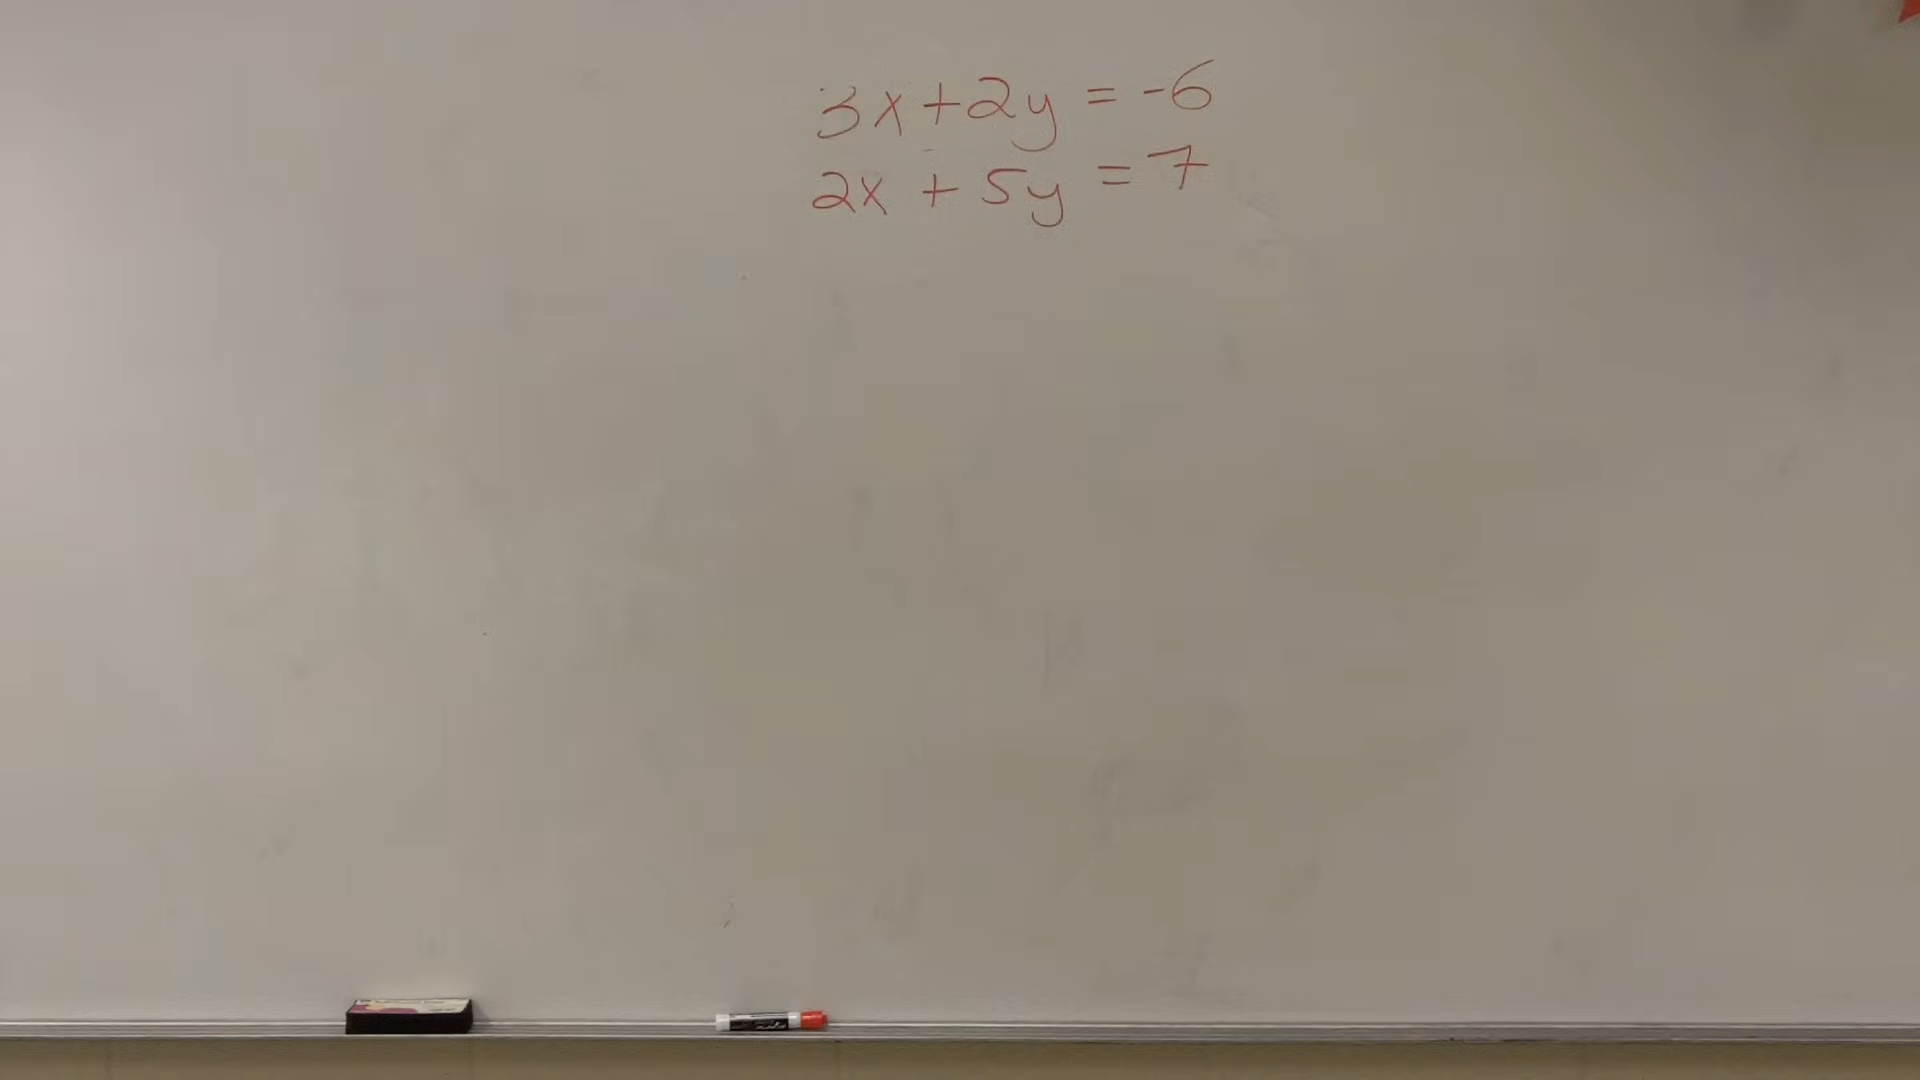 3x+2y = -6
2x + 5y = 7